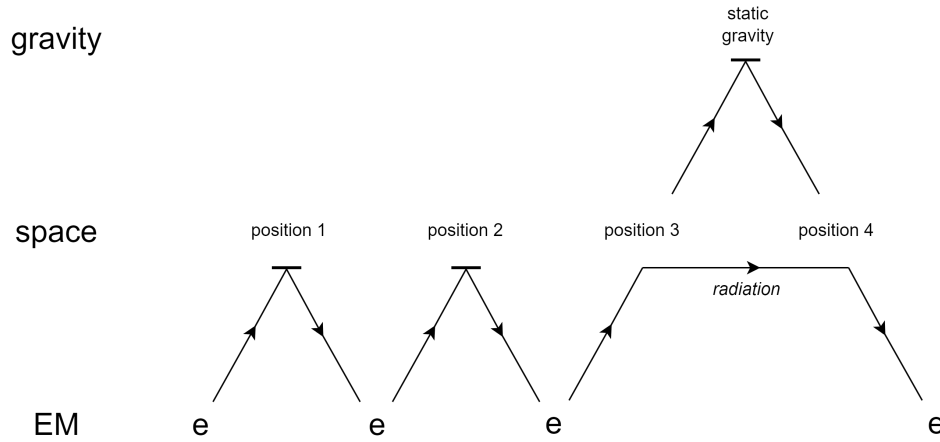 static
gravity
gravity
space
position 1
position 2
position 3
position 4
radiation
EM
e
e
e
e